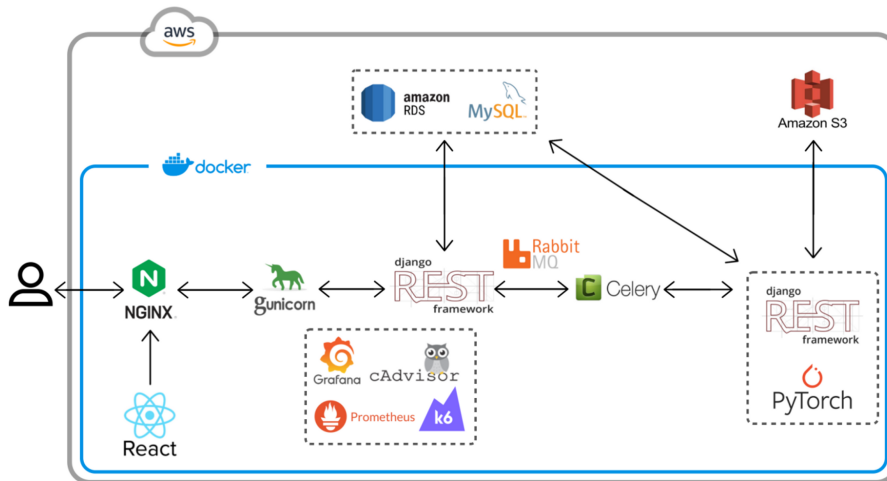 aws
amazon
RDS
MySQL
Amazon S3
docker
NGINX
gunicorn
django
REST
framework
Rabbit
MQ
C
Celery
django
REST
framework
PyTorch
Grafana
cAdvisor
Prometheus
k6
React